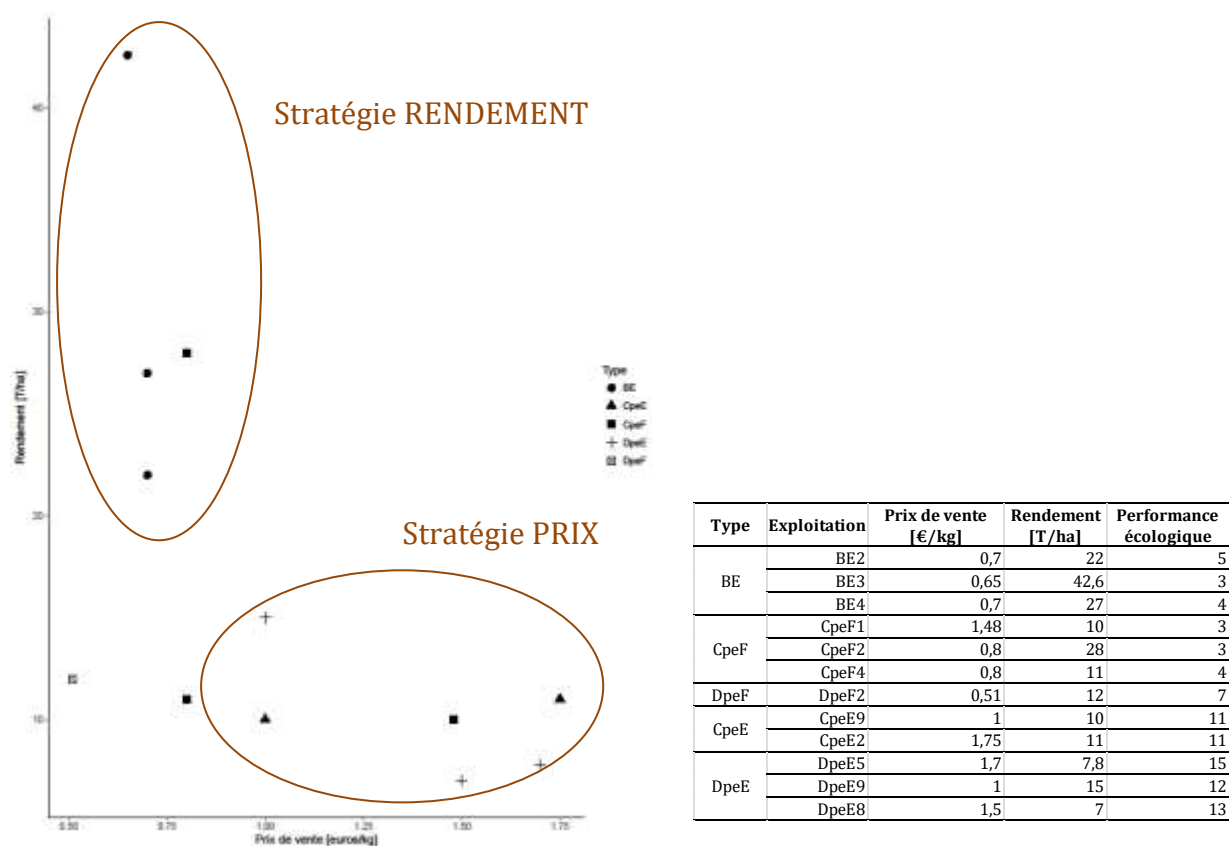 Stratégie RENDEMENT
40
30
20
10
Rendement [T/ha]
Stratégie PRIX
0.50 0.75 1.00 1.25 1.50 1.75
Prix de vente [euros/kg]
Type
BE
CpeE
CpeF
DpeE
DpeF
Type Exploitation Prix de vente [€/kg] Rendement [T/ha] Performance écologique
BE BE2 0,7 22 5
BE3 0,65 42,6 3
BE4 0,7 27 4
CpeF CpeF1 1,48 10 3
CpeF2 0,8 28 3
CpeF4 0,8 11 4
DpeF DpeF2 0,51 12 7
CpeE CpeE9 1 10 11
CpeE2 1,75 11 11
DpeE DpeE5 1,7 7,8 15
DpeE9 1 15 12
DpeE8 1,5 7 13